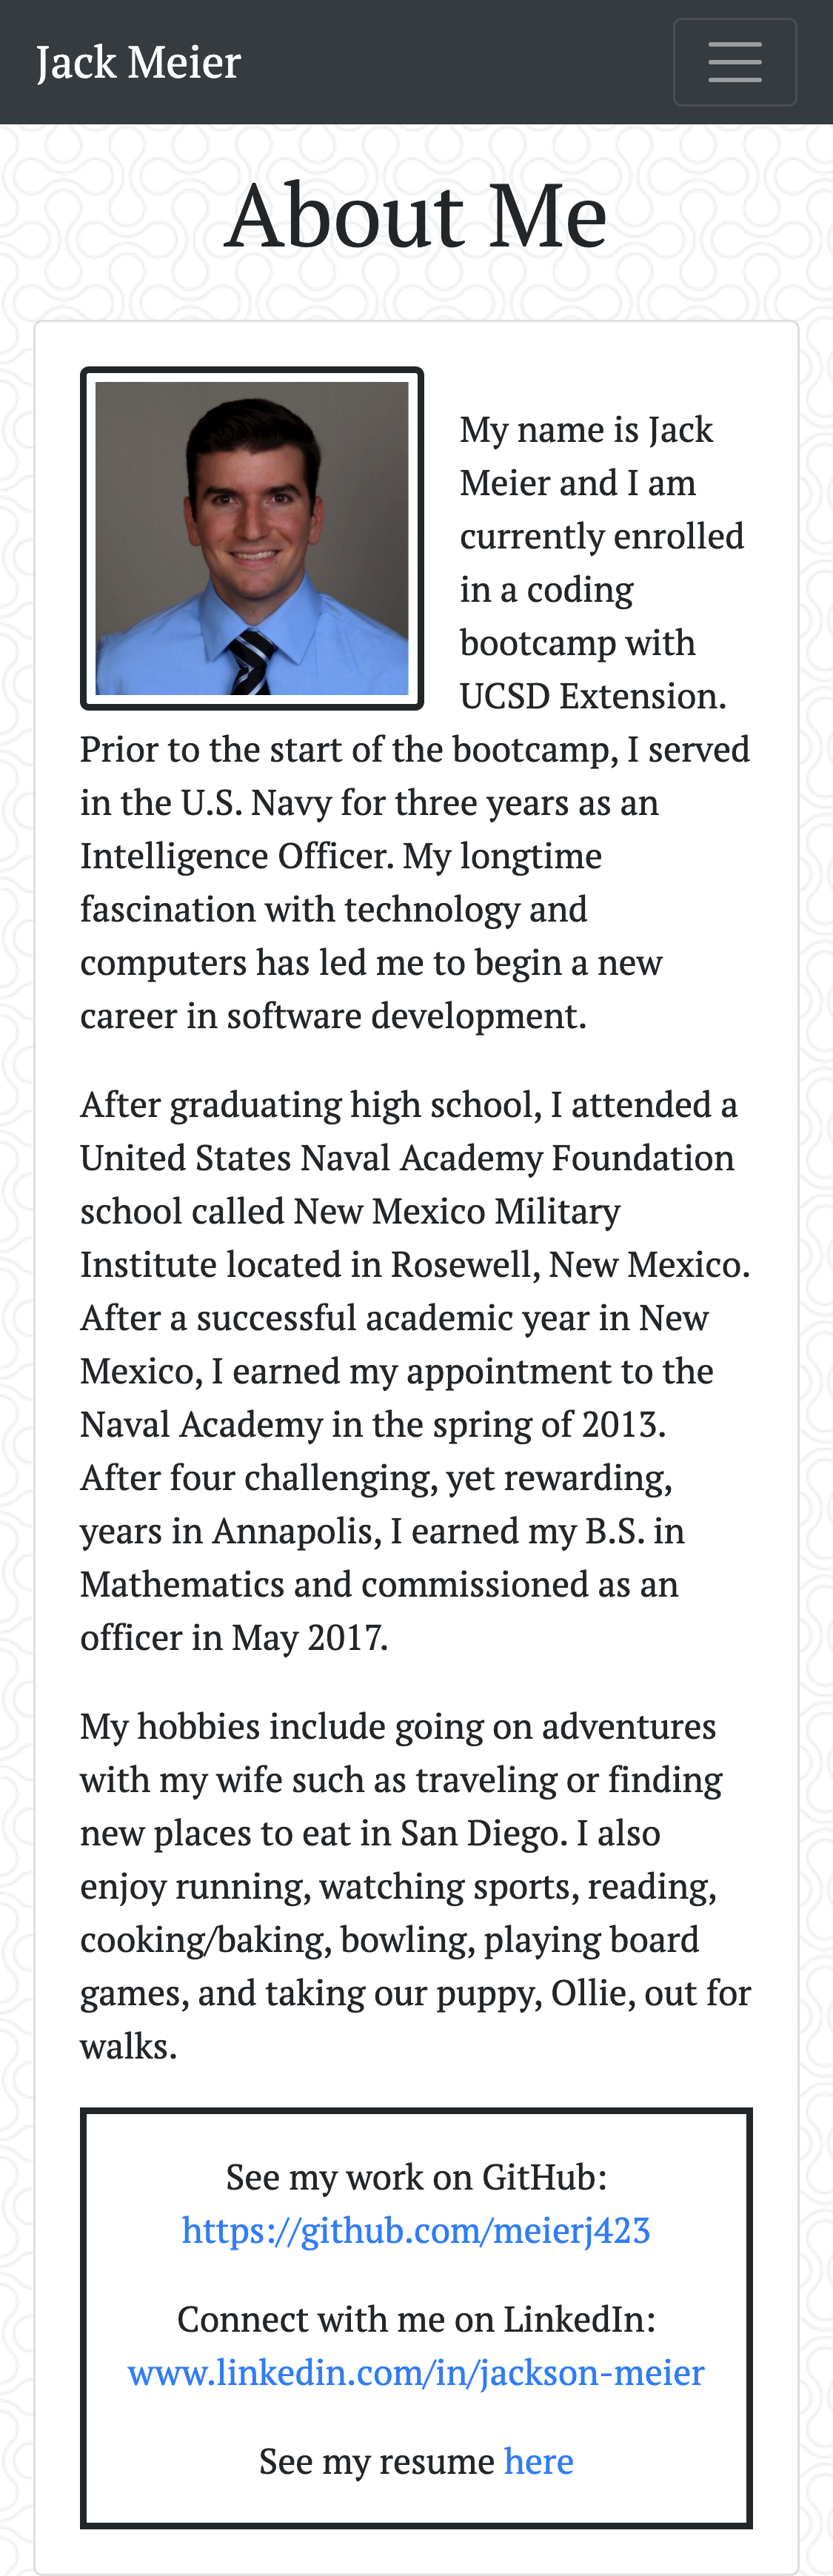 Jack Meier
About Me
My name is Jack
Meier and I am
currently enrolled
in a coding
bootcamp with
UCSD Extension.
Prior to the start of the bootcamp, I served
in the U.S. Navy for three years as an
Intelligence Officer. My longtime
fascination with technology and
computers has led me to begin a new
career in software development.
After graduating high school, I attended a
United States Naval Academy Foundation
school called New Mexico Military
Institute located in Rosewell, New Mexico.
After a successful academic year in New
Mexico, I earned my appointment to the
Naval Academy in the spring of 2013.
After four challenging, yet rewarding,
years in Annapolis, I earned my B.S. in
Mathematics and commissioned as an
officer in May 2017.
My hobbies include going on adventures
with my wife such as traveling or finding
new places to eat in San Diego. I also
enjoy running, watching sports, reading,
cooking/baking, bowling, playing board
games, and taking our puppy, Ollie, out for
walks.
See my work on GitHub:
https://github.com/meierj423
Connect with me on LinkedIn:
www.linkedin.com/in/jackson-meier
See my resume here